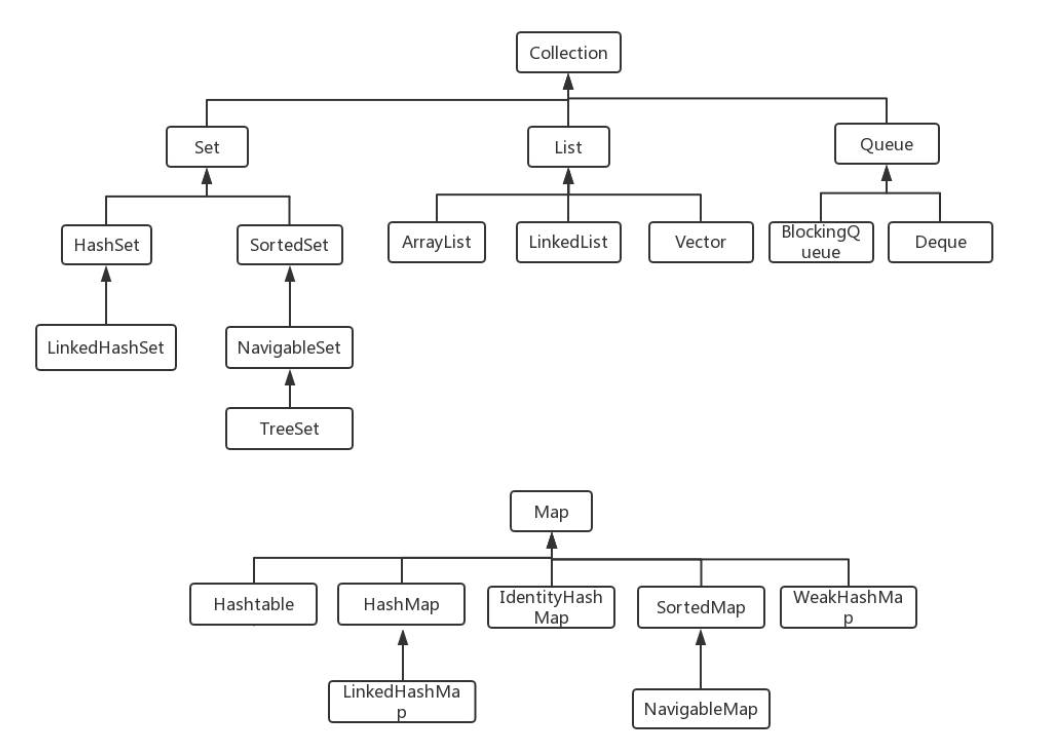 Collection
Set
List
Queue
HashSet
SortedSet
ArrayList
LinkedList
Vector
BlockingQ
ueue
Deque
LinkedHashSet
NavigableSet
TreeSet
Map
Hashtable
HashMap
IdentityHash
Map
SortedMap
WeakHashMa
p
LinkedHashMa
p
NavigableMap